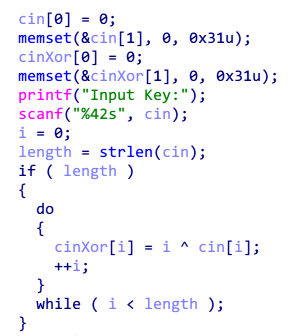 cin[0] = 0;
memset(&cin[1], 0, 0x31u);
cinXor[0] = 0;
memset(&cinXor[1], 0, 0x31u);
printf("Input Key:");
scanf("%42s", cin);
i = 0;
length = strlen(cin);
if ( length )
{
  do
  {
    cinXor[i] = i ^ cin[i];
    ++i;
  }
  while ( i < length );
}